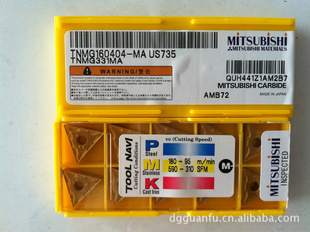 TNMG160404-MA US735
TNMG331MA
MITSUBISHI
MITSUBISHI MATERIALS
WARNING/警告
QUH441Z1AM2B7
MITSUBISHI CARBIDE
AMB72
MADE IN JAPAN
TOOL NAVI
Cutting Conditions
vc (Cutting Speed)
P
Steel
M
Stainless
K
Cast Iron
180 - 95 m/min
590 - 310 SFM
M
MITSUBISHI
INSPECTED
dgguanfu.cn.alibaba.com